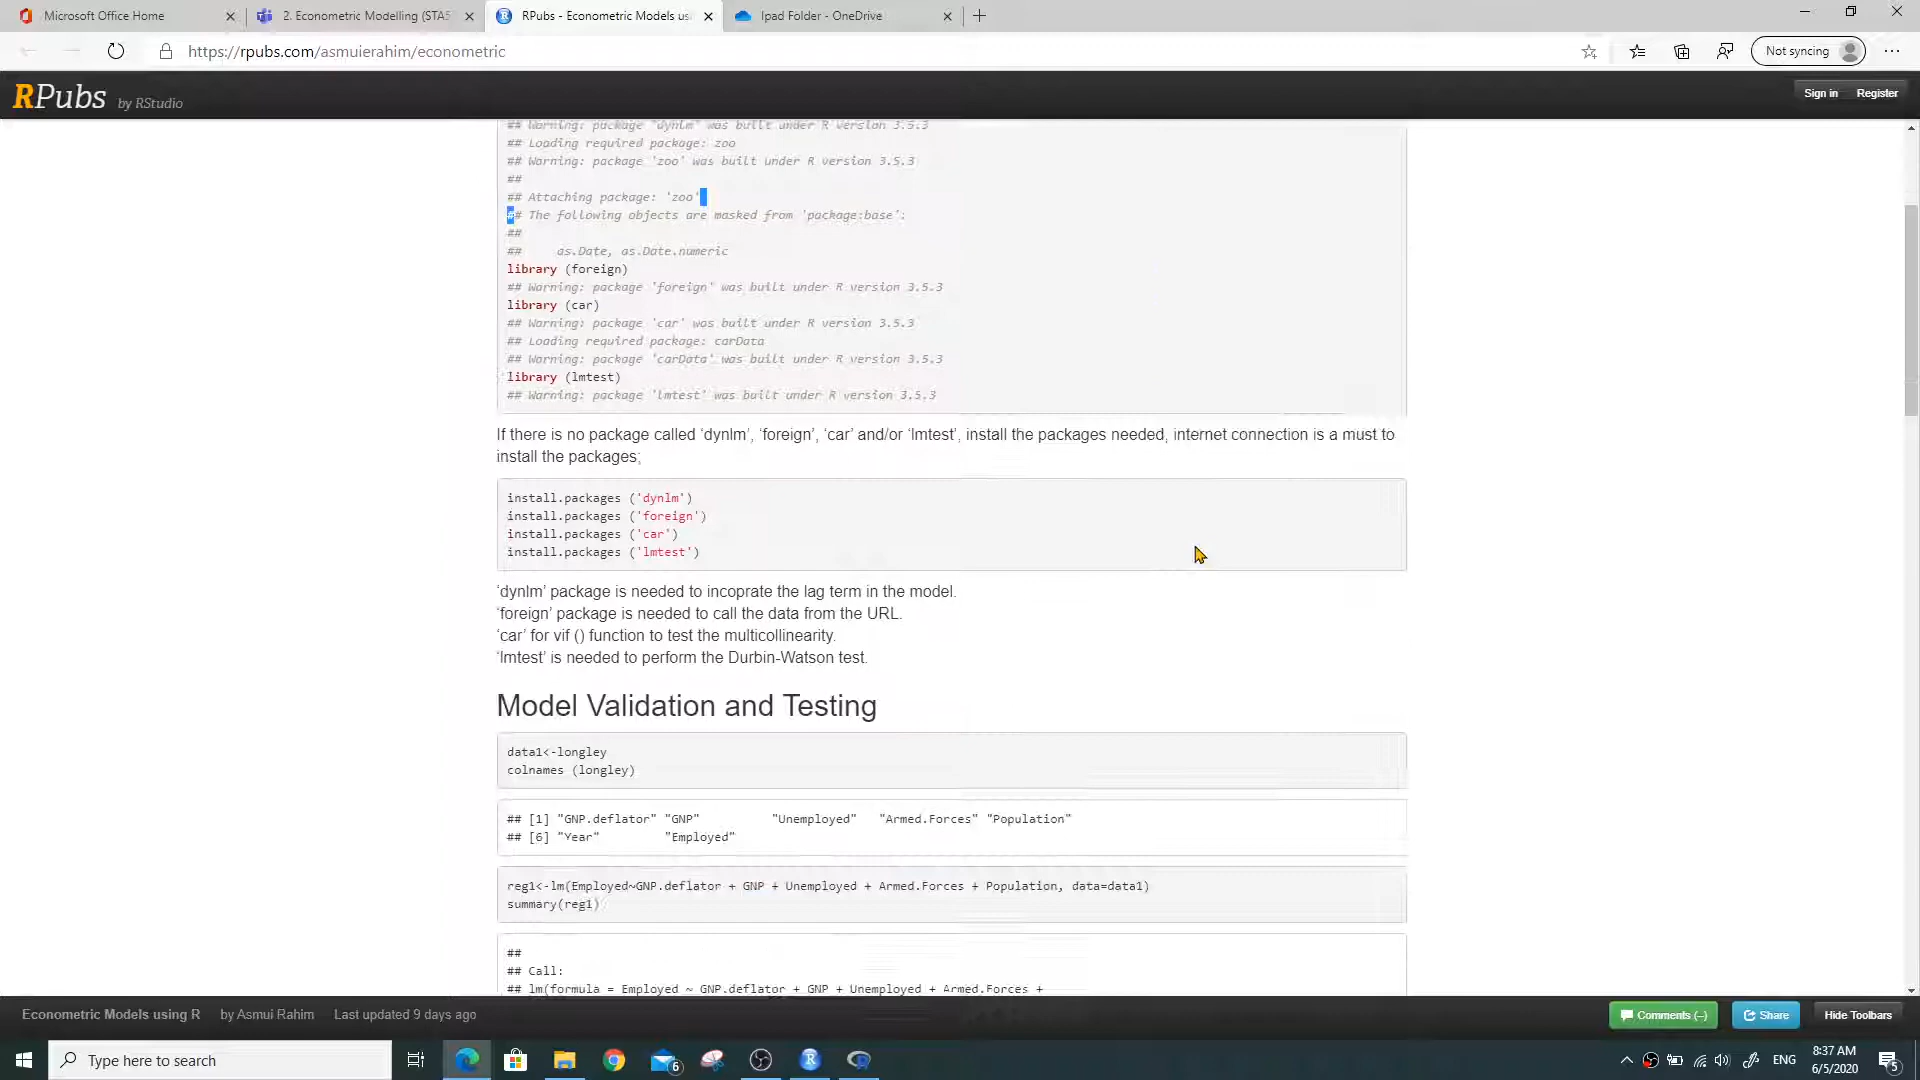 Microsoft Office Home
2. Econometric Modelling (STA5
RPubs - Econometric Models us
Ipad Folder - OneDrive
https://rpubs.com/asmuierahim/econometric
Not syncing
RPubs by RStudio
Sign in Register
## Warning: package 'dynlm' was built under R version 3.5.3
## Loading required package: zoo
## Warning: package 'zoo' was built under R version 3.5.3
##
## Attaching package: 'zoo'
## The following objects are masked from 'package:base':
##
## as.Date, as.Date.numeric
library (foreign)
## Warning: package 'foreign' was built under R version 3.5.3
library (car)
## Warning: package 'car' was built under R version 3.5.3
## Loading required package: carData
## Warning: package 'carData' was built under R version 3.5.3
library (lmtest)
## Warning: package 'lmtest' was built under R version 3.5.3
If there is no package called ‘dynlm’, ‘foreign’, ‘car’ and/or ‘lmtest’, install the packages needed, internet connection is a must to
install the packages;
install.packages ('dynlm')
install.packages ('foreign')
install.packages ('car')
install.packages ('lmtest')
‘dynlm’ package is needed to incoprate the lag term in the model.
‘foreign’ package is needed to call the data from the URL.
‘car’ for vif () function to test the multicollinearity.
‘lmtest’ is needed to perform the Durbin-Watson test.
Model Validation and Testing
data1<-longley
colnames (longley)
## [1] "GNP.deflator" "GNP" "Unemployed" "Armed.Forces" "Population"
## [6] "Year" "Employed"
reg1<-lm(Employed~GNP.deflator + GNP + Unemployed + Armed.Forces + Population, data=data1)
summary(reg1)
##
## Call:
## lm(formula = Employed ~ GNP.deflator + GNP + Unemployed + Armed.Forces +
Econometric Models using R by Asmui Rahim Last updated 9 days ago
Comments (–) Share Hide Toolbars
Type here to search
6
ENG
8:37 AM
6/5/2020
5